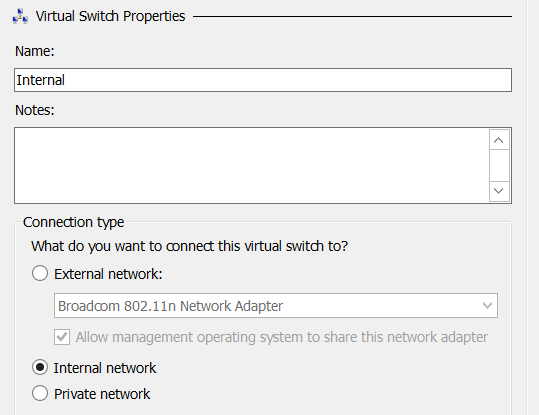 Virtual Switch Properties
Name:
Internal
Notes:
Connection type
What do you want to connect this virtual switch to?
External network:
Broadcom 802.11n Network Adapter
Allow management operating system to share this network adapter
Internal network
Private network